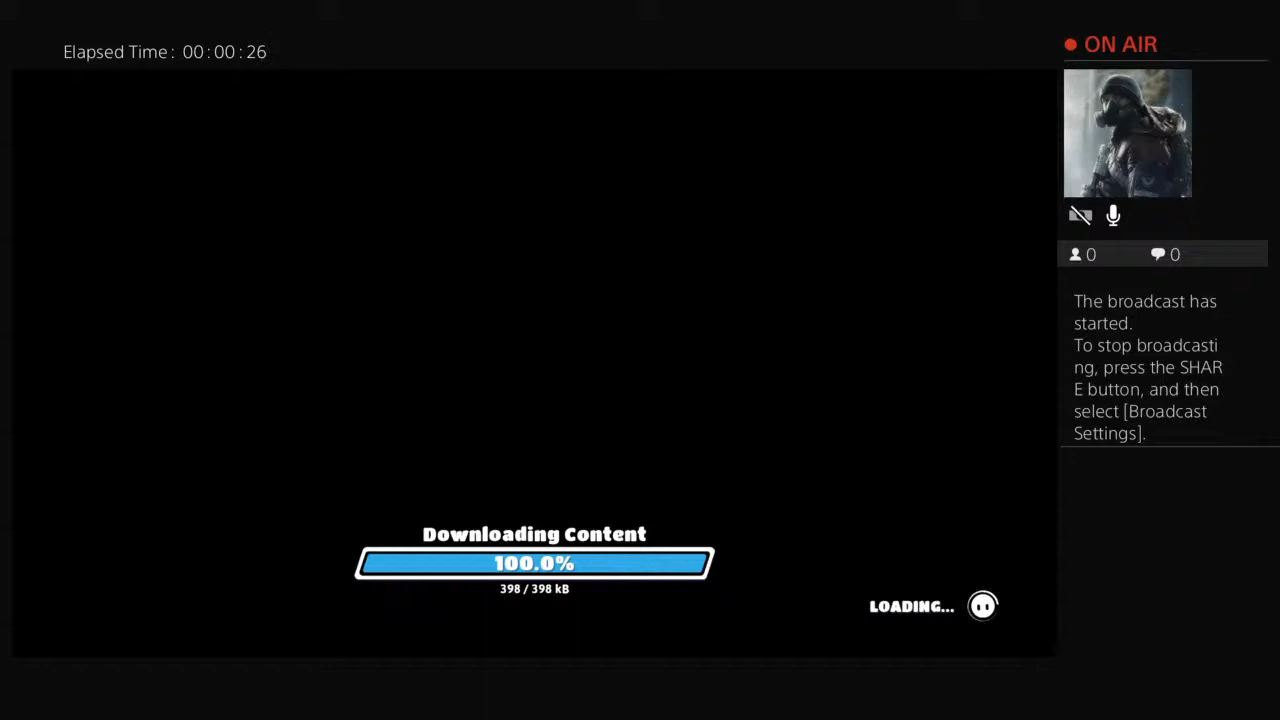 Elapsed Time: 00:00:26
ON AIR
0 0
The broadcast has
started.
To stop broadcasti
ng, press the SHAR
E button, and then
select [Broadcast
Settings].
Downloading Content
100.0%
398 / 398 kB
LOADING...